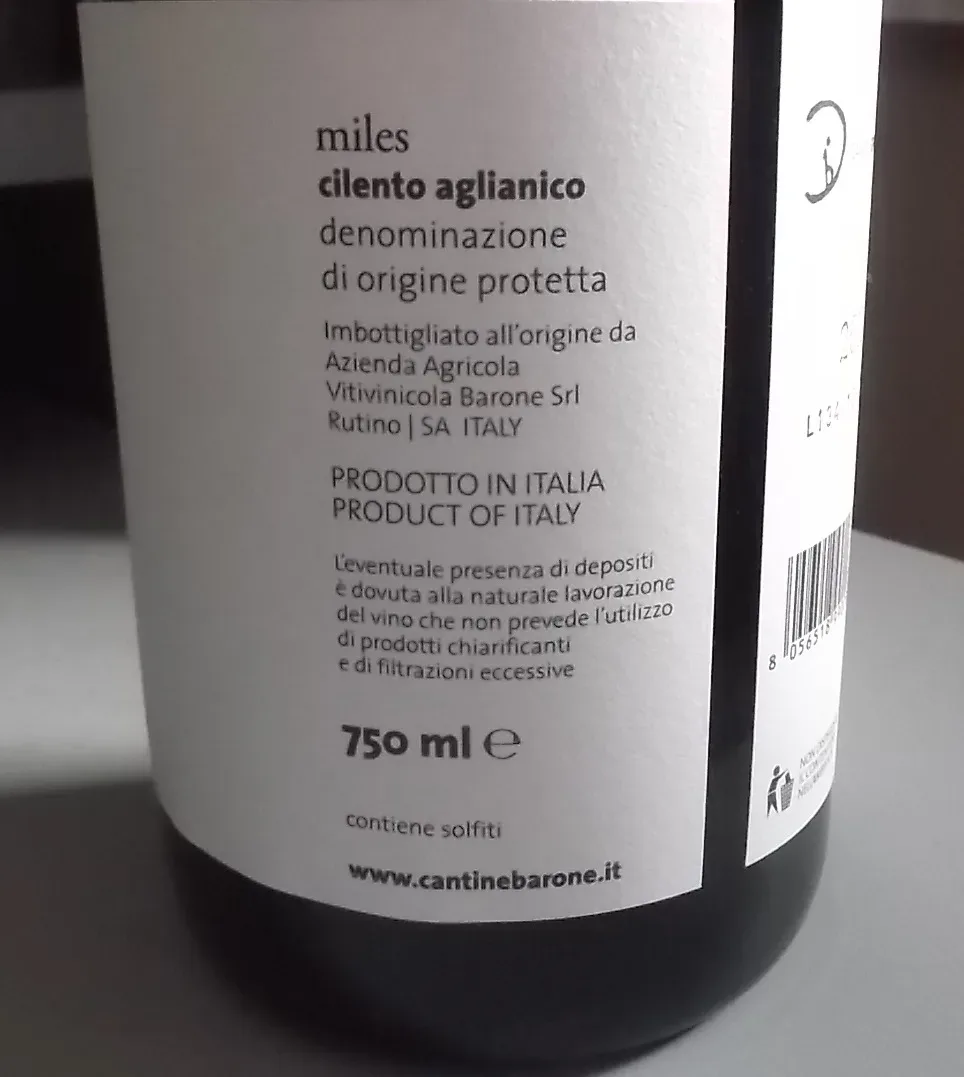 miles
cilento aglianico
denominazione
di origine protetta
Imbottigliato all'origine da
Azienda Agricola
Vitivinicola Barone Srl
Rutino | SA ITALY
PRODOTTO IN ITALIA
PRODUCT OF ITALY
L'eventuale presenza di depositi
è dovuta alla naturale lavorazione
del vino che non prevede l'utilizzo
di prodotti chiarificanti
e di filtrazioni eccessive
750 ml ℮
contiene solfiti
www.cantinebarone.it
8 056518